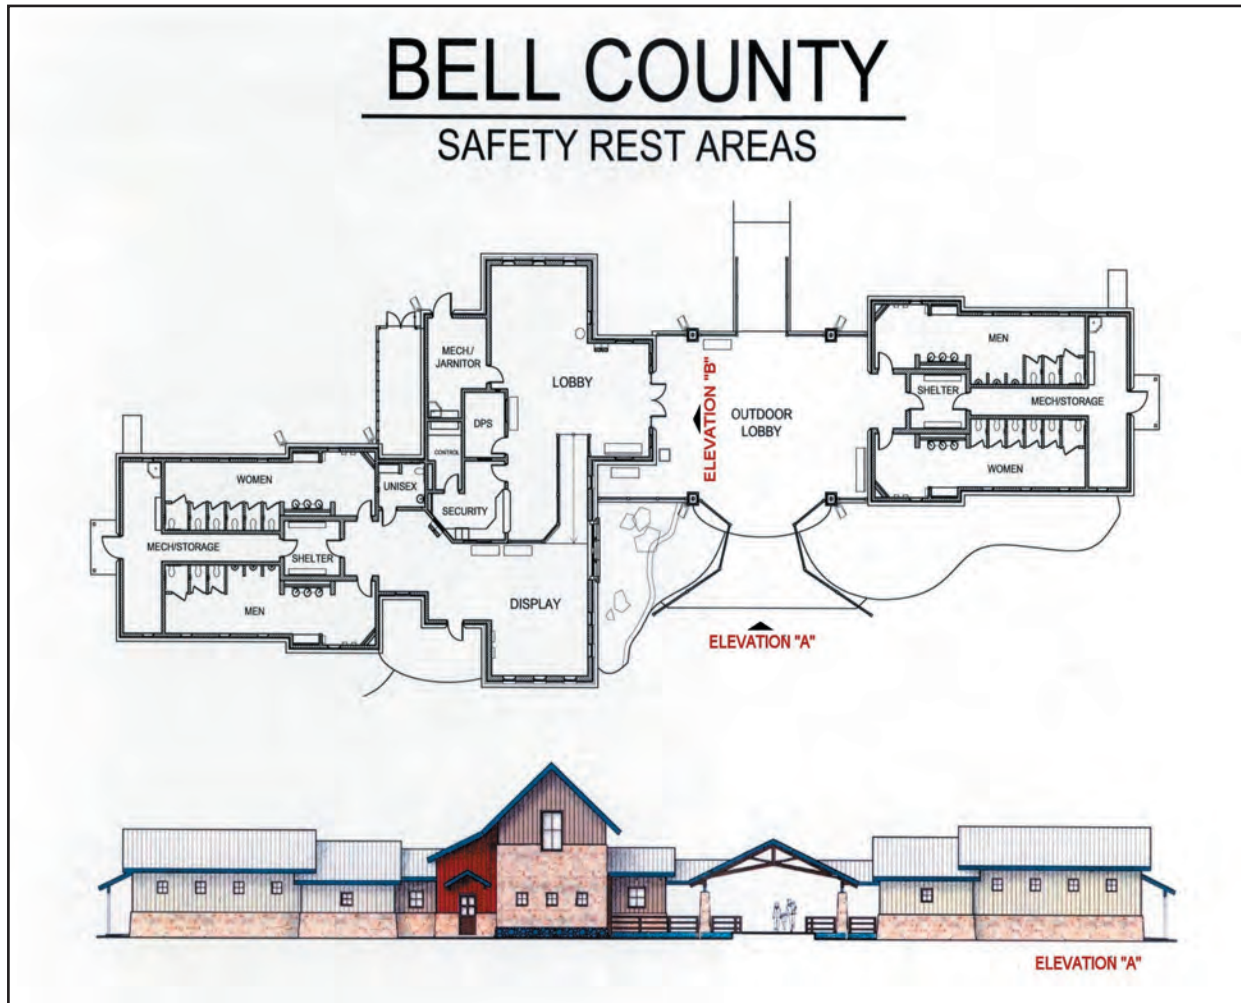 BELL COUNTY
SAFETY REST AREAS
MECH./
JARNITOR
LOBBY
DPS
CONTROL
UNISEX
SECURITY
WOMEN
MECH/STORAGE
SHELTER
MEN
DISPLAY
ELEVATION "B"
OUTDOOR
LOBBY
MEN
SHELTER
MECH/STORAGE
WOMEN
ELEVATION "A"
ELEVATION "A"